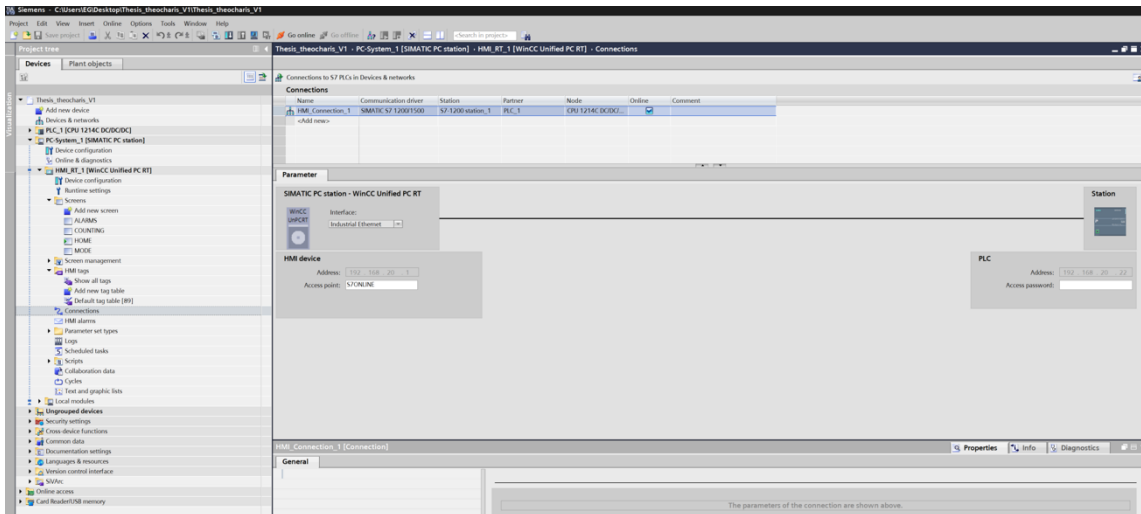 Siemens - C:\Users\EG\Desktop\Thesis_theocharis_V1\Thesis_theocharis_V1
Project Edit View Insert Online Options Tools Window Help
Save project Go online Go offline <Search in project>
Project tree
Thesis_theocharis_V1 › PC-System_1 [SIMATIC PC station] › HMI_RT_1 [WinCC Unified PC RT] › Connections
Devices Plant objects
Visualization
Connections to S7 PLCs in Devices & networks
Connections
Name Communication driver Station Partner Node Online Comment
HMI_Connection_1 SIMATIC S7 1200/1500 S7-1200 station_1 PLC_1 CPU 1214C DC/DC/...
<Add new>
Thesis_theocharis_V1
Add new device
Devices & networks
PLC_1 [CPU 1214C DC/DC/DC]
PC-System_1 [SIMATIC PC station]
Device configuration
Online & diagnostics
HMI_RT_1 [WinCC Unified PC RT]
Device configuration
Runtime settings
Screens
Add new screen
ALARMS
COUNTING
HOME
MODE
Screen management
HMI tags
Show all tags
Add new tag table
Default tag table [89]
Connections
HMI alarms
Parameter set types
Logs
Scheduled tasks
Scripts
Collaboration data
Cycles
Text and graphic lists
Local modules
Ungrouped devices
Security settings
Cross-device functions
Common data
Documentation settings
Languages & resources
Version control interface
SiVArc
Online access
Card Reader/USB memory
Parameter
SIMATIC PC station - WinCC Unified PC RT
Station
WinCC
UnPCRT
Interface:
Industrial Ethernet
HMI device
Address: 192 . 168 . 20 . 1
Access point: S7ONLINE
PLC
Address: 192 . 168 . 20 . 22
Access password:
HMI_Connection_1 [Connection]
Properties Info Diagnostics
General
The parameters of the connection are shown above.